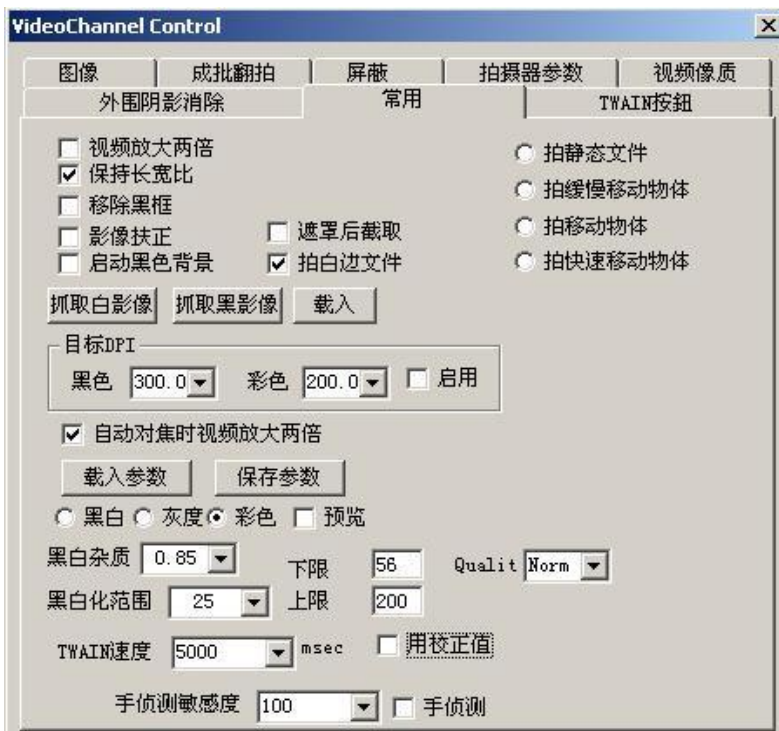 VideoChannel Control
图像 成批翻拍 屏蔽 拍摄器参数 视频像质
外围阴影消除 常用 TWAIN按钮
视频放大两倍 拍静态文件
保持长宽比
移除黑框 拍缓慢移动物体
影像扶正 遮罩后截取 拍移动物体
启动黑色背景 拍白边文件 拍快速移动物体
抓取白影像 抓取黑影像 载入
目标DPI
黑色 300.0 彩色 200.0 启用
自动对焦时视频放大两倍
载入参数 保存参数
黑白 灰度 彩色 预览
黑白杂质 0.85 下限 56 Qualit Norm
黑白化范围 25 上限 200
TWAIN速度 5000 msec 用校正值
手侦测敏感度 100 手侦测